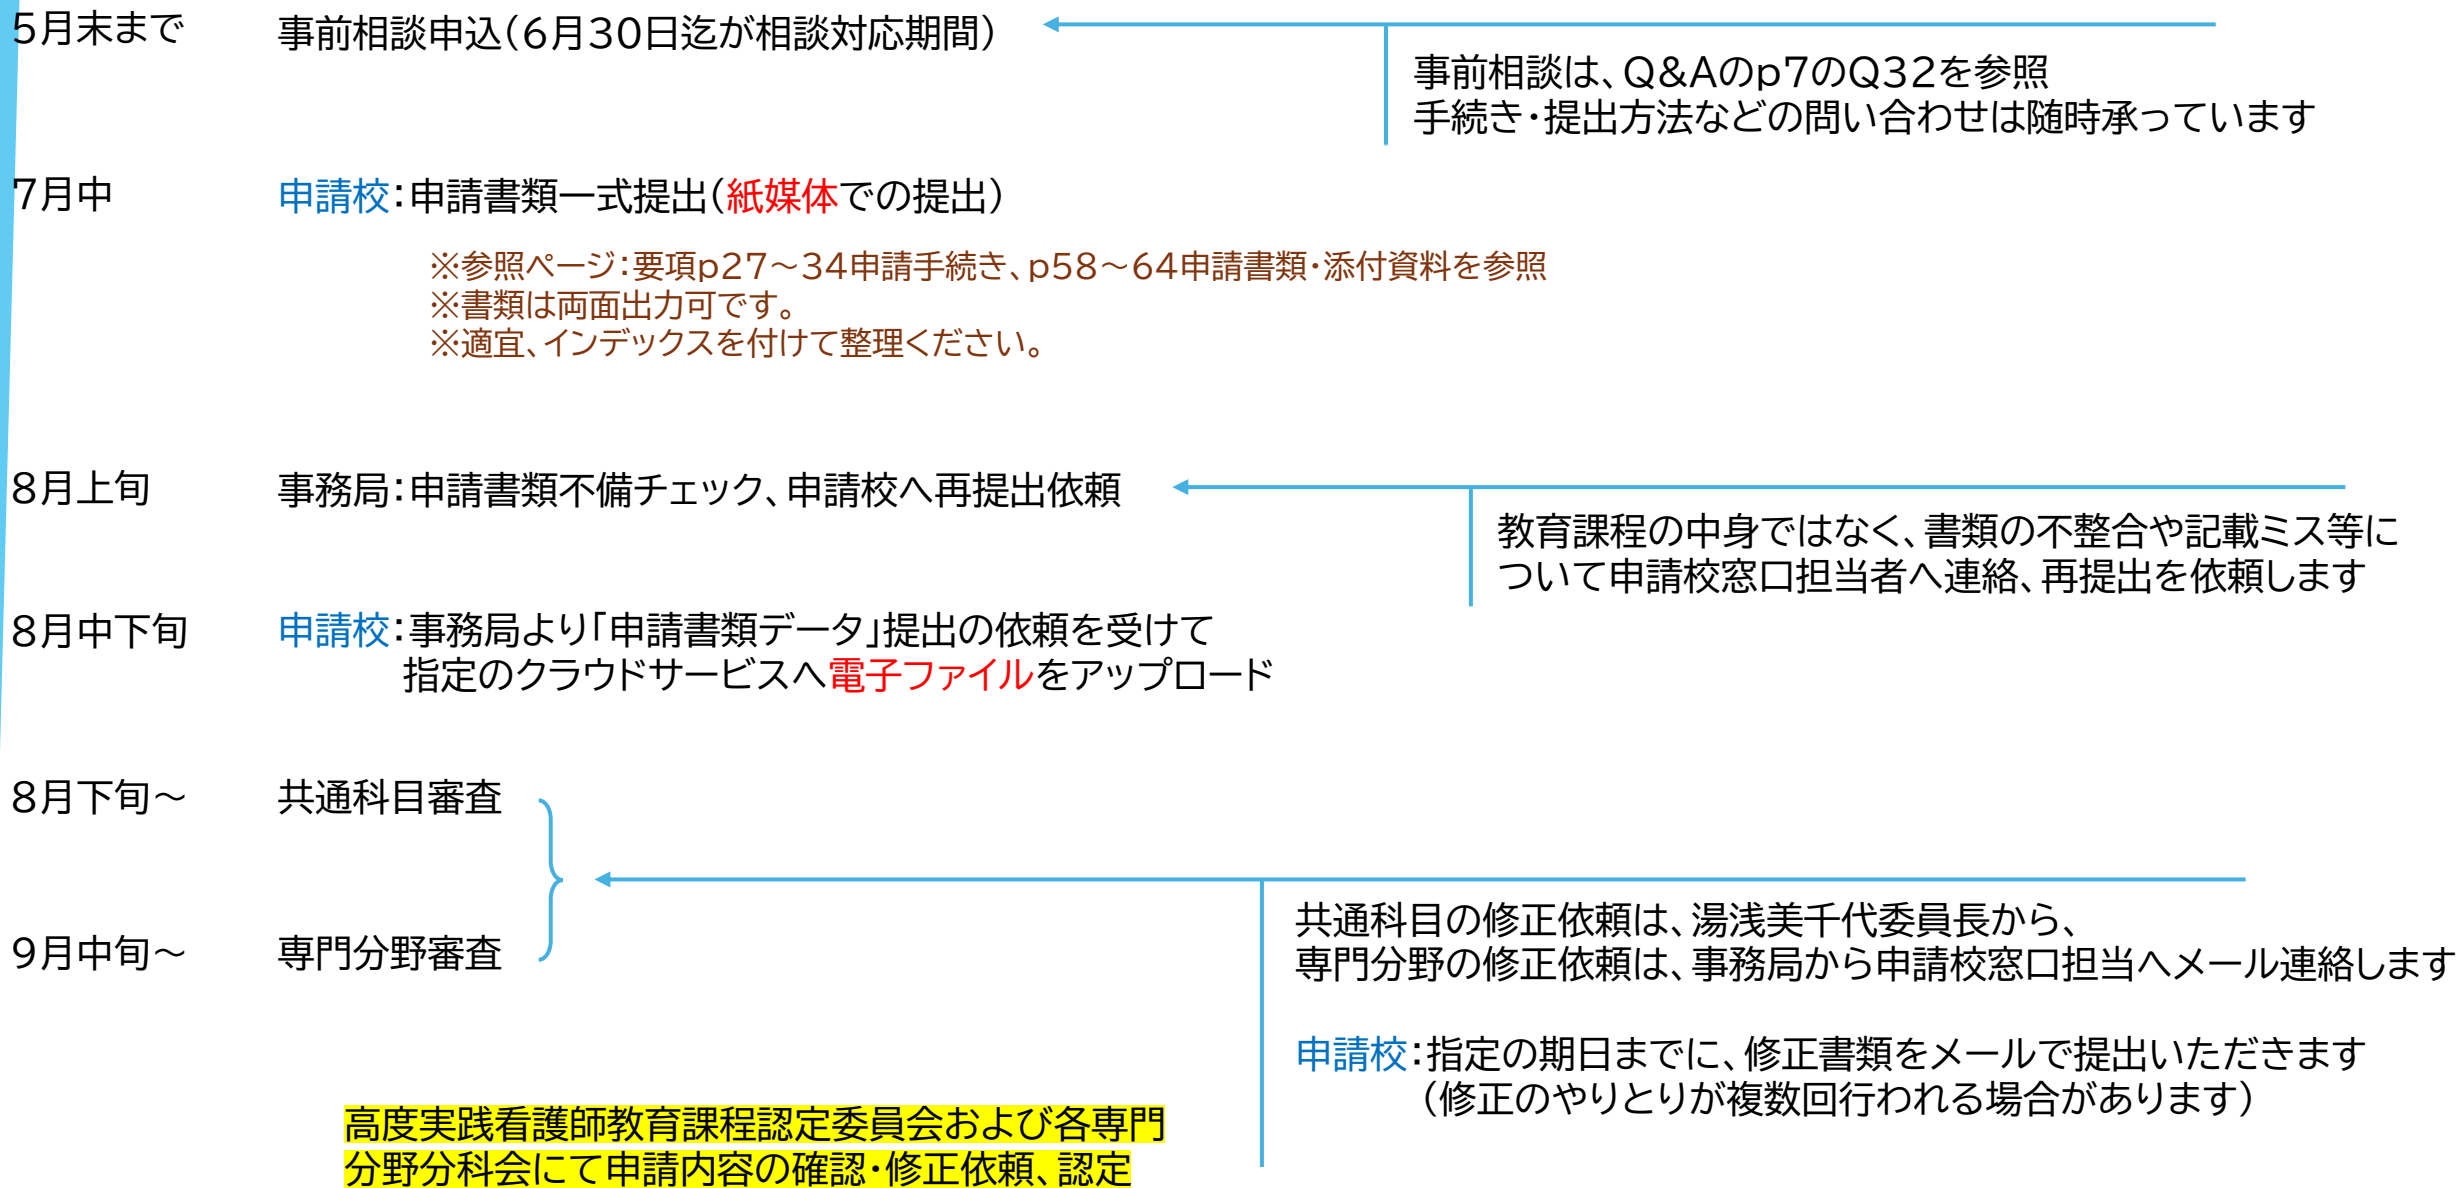 5月末まで
事前相談申込(6月30日迄が相談対応期間)
事前相談は、Q&Aのp7のQ32を参照
手続き・提出方法などの問い合わせは随時承っています
7月中
申請校：申請書類一式提出(紙媒体での提出)
※参照ページ：要項p27～34申請手続き、p58～64申請書類・添付資料を参照
※書類は両面出力可です。
※適宜、インデックスを付けて整理ください。
8月上旬
事務局：申請書類不備チェック、申請校へ再提出依頼
教育課程の中身ではなく、書類の不整合や記載ミス等に
ついて申請校窓口担当者へ連絡、再提出を依頼します
8月中下旬
申請校：事務局より「申請書類データ」提出の依頼を受けて
指定のクラウドサービスへ電子ファイルをアップロード
8月下旬～
共通科目審査
9月中旬～
専門分野審査
共通科目の修正依頼は、湯浅美千代委員長から、
専門分野の修正依頼は、事務局から申請校窓口担当へメール連絡します
申請校：指定の期日までに、修正書類をメールで提出いただきます
(修正のやりとりが複数回行われる場合があります)
高度実践看護師教育課程認定委員会および各専門
分野分科会にて申請内容の確認・修正依頼、認定